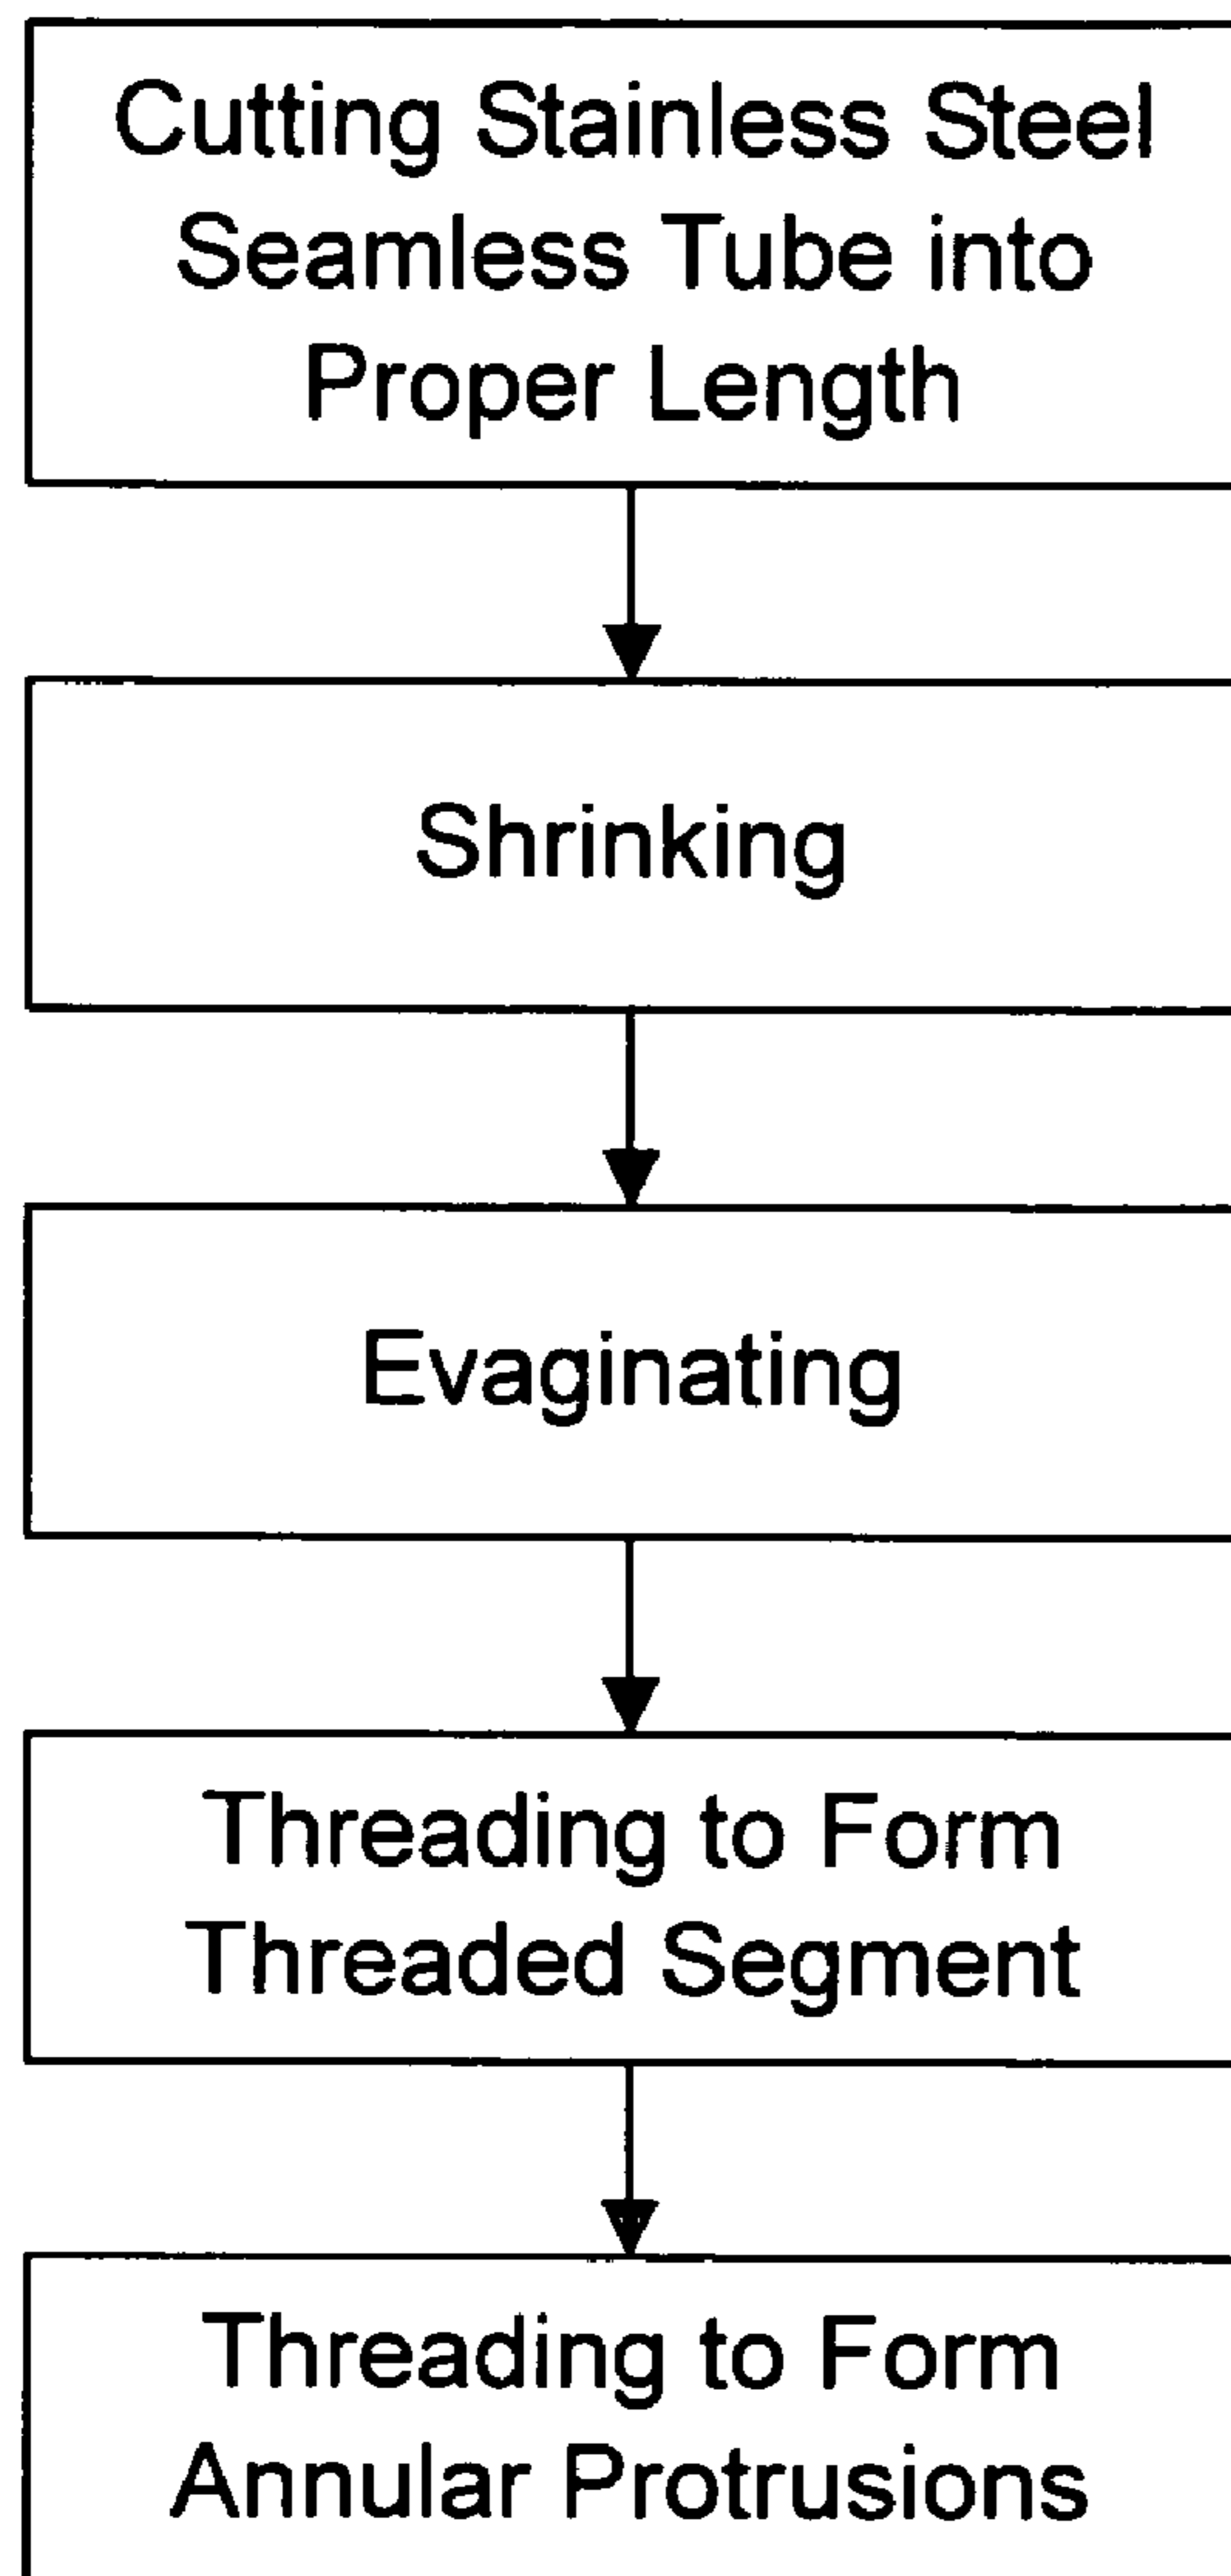 Cutting Stainless Steel
Seamless Tube into
Proper Length
Shrinking
Evaginating
Threading to Form
Threaded Segment
Threading to Form
Annular Protrusions